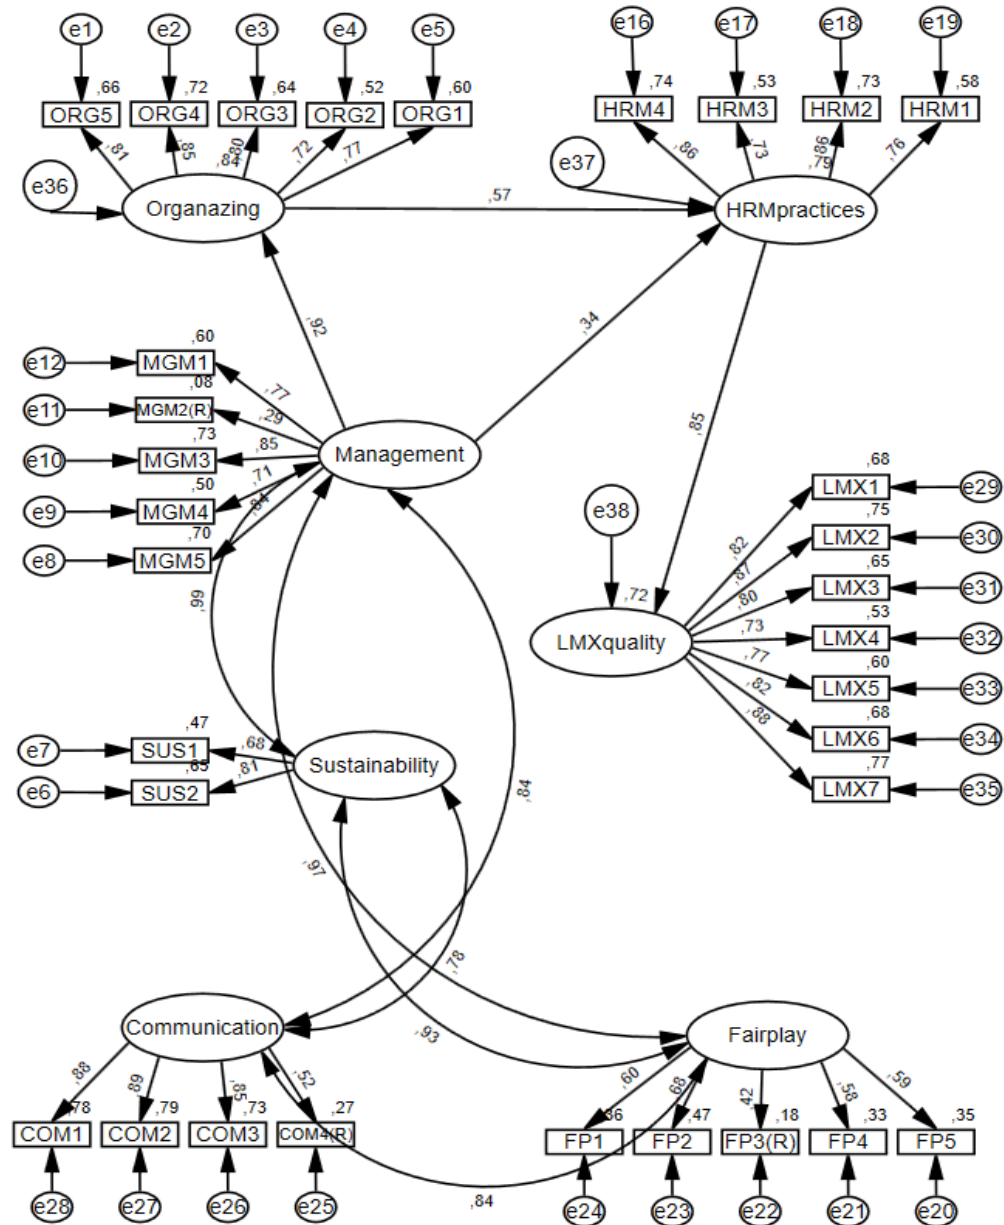 e1 e2 e3 e4 e5 e16 e17 e18 e19
,66 ,72 ,64 ,52 ,60 ,74 ,53 ,73 ,58
ORG5 ORG4 ORG3 ORG2 ORG1 HRM4 HRM3 HRM2 HRM1
,81 ,85 ,84 ,80 ,72 ,77 ,86 ,73 ,86 ,79 ,76
e36 e37
Organazing ,57 HRMpractices
,92 ,34 ,85
,60
e12 MGM1 ,77
,08
e11 MGM2(R) ,29
,73
e10 MGM3 ,85 Management
,50
e9 MGM4 ,71
,70
e8 MGM5 ,84
e38
,72
LMXquality
,68
,82 LMX1 e29
,75
,87 LMX2 e30
,65
,80 LMX3 e31
,53
,73 LMX4 e32
,60
,77 LMX5 e33
,68
,82 LMX6 e34
,77
,88 LMX7 e35
,99
,47
e7 SUS1 ,68
Sustainability
,65
e6 SUS2 ,81
,84
,97
,78
,93
Communication Fairplay
,88 ,89 ,85 ,52 ,60 ,68 ,42 ,58 ,59
,78 ,79 ,73 ,27 ,36 ,47 ,18 ,33 ,35
COM1 COM2 COM3 COM4(R) FP1 FP2 FP3(R) FP4 FP5
,84
e28 e27 e26 e25 e24 e23 e22 e21 e20